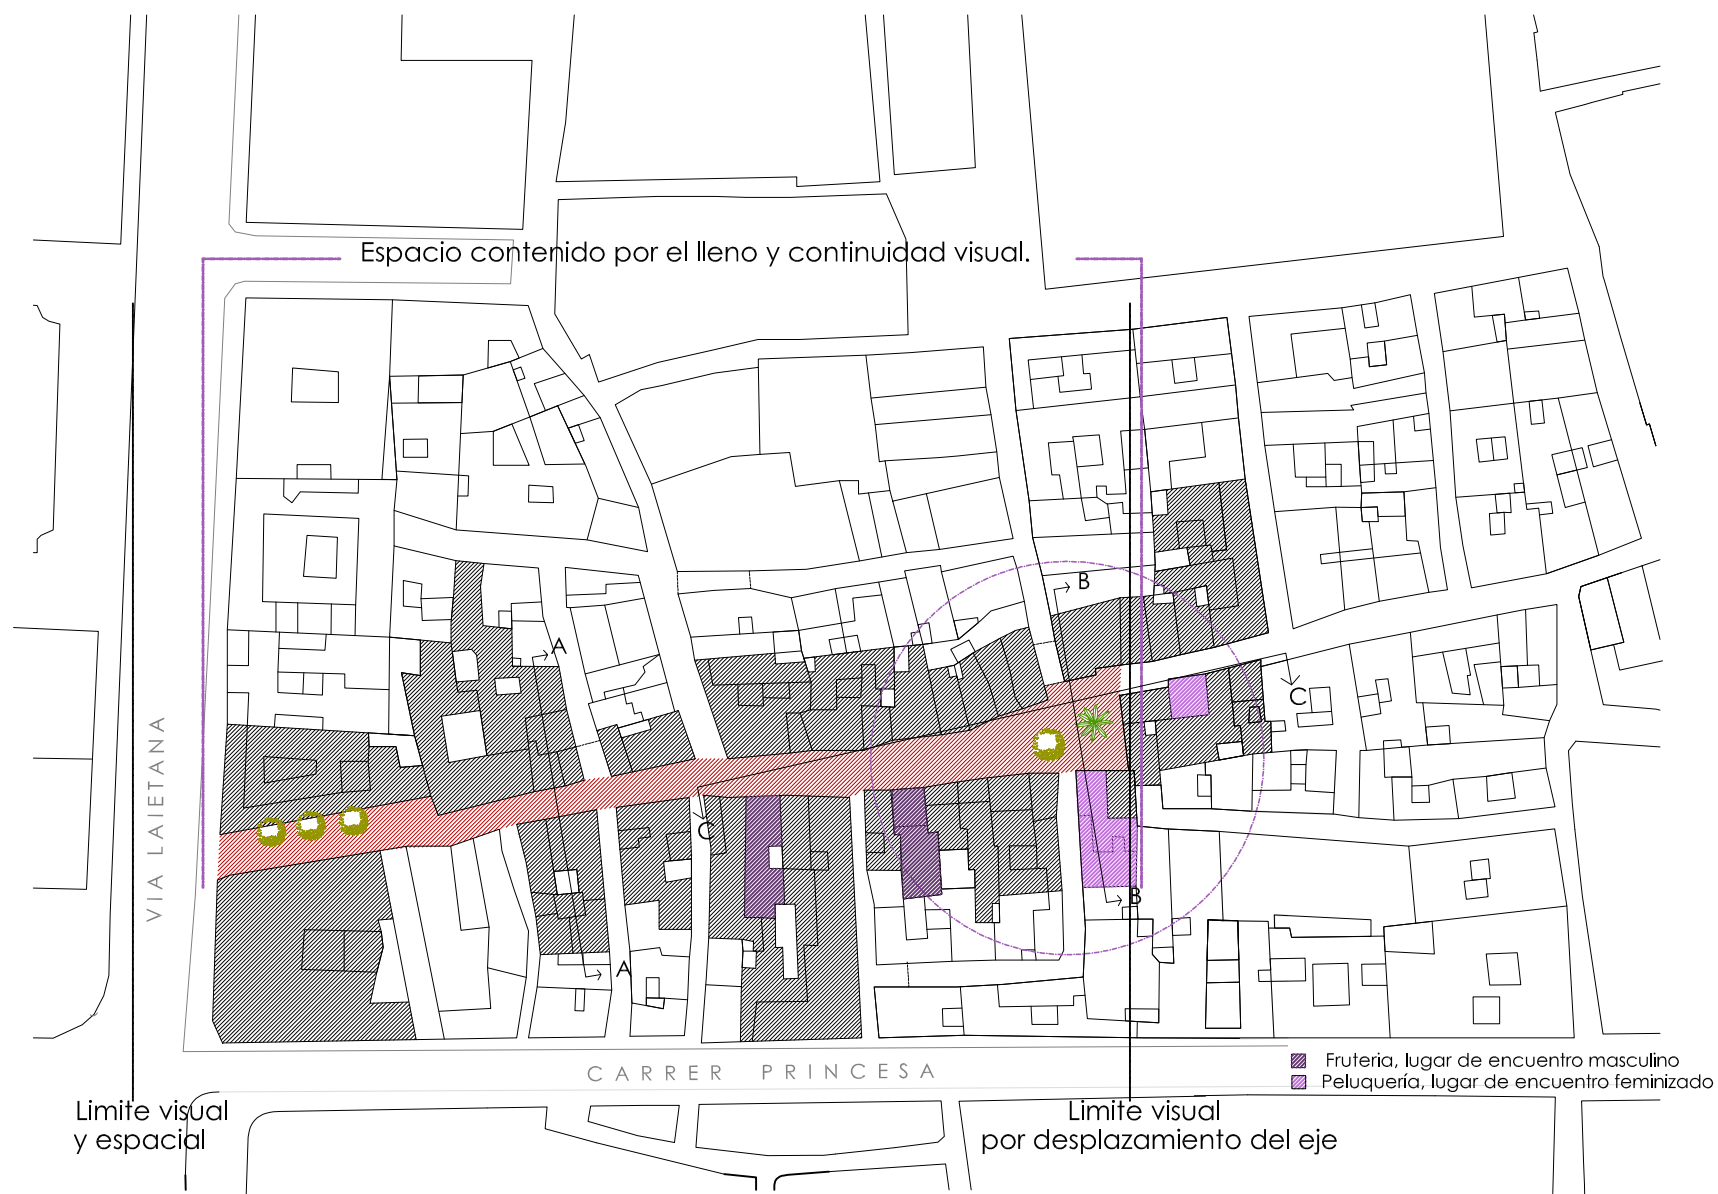 Espacio contenido por el lleno y continuidad visual.
B
A
C
VIA LAIETANA
C
B
A
CARRER PRINCESA
Fruteria, lugar de encuentro masculino
Peluquería, lugar de encuentro feminizado
Limite visual
y espacial
Limite visual
por desplazamiento del eje